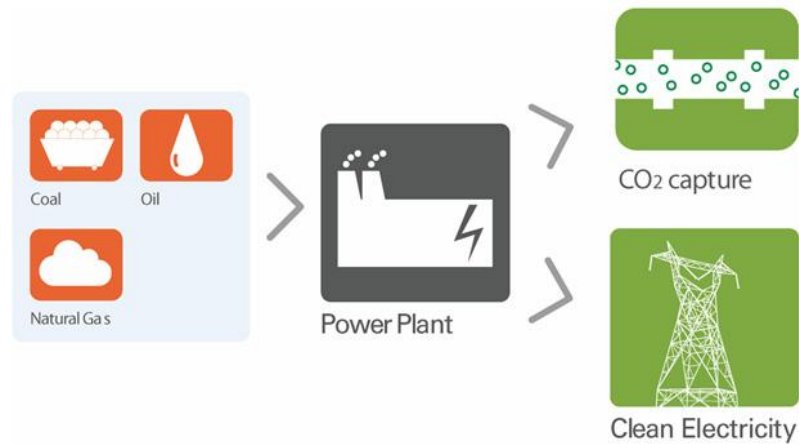 Coal
Oil
Natural Gas
Power Plant
CO2 capture
Clean Electricity